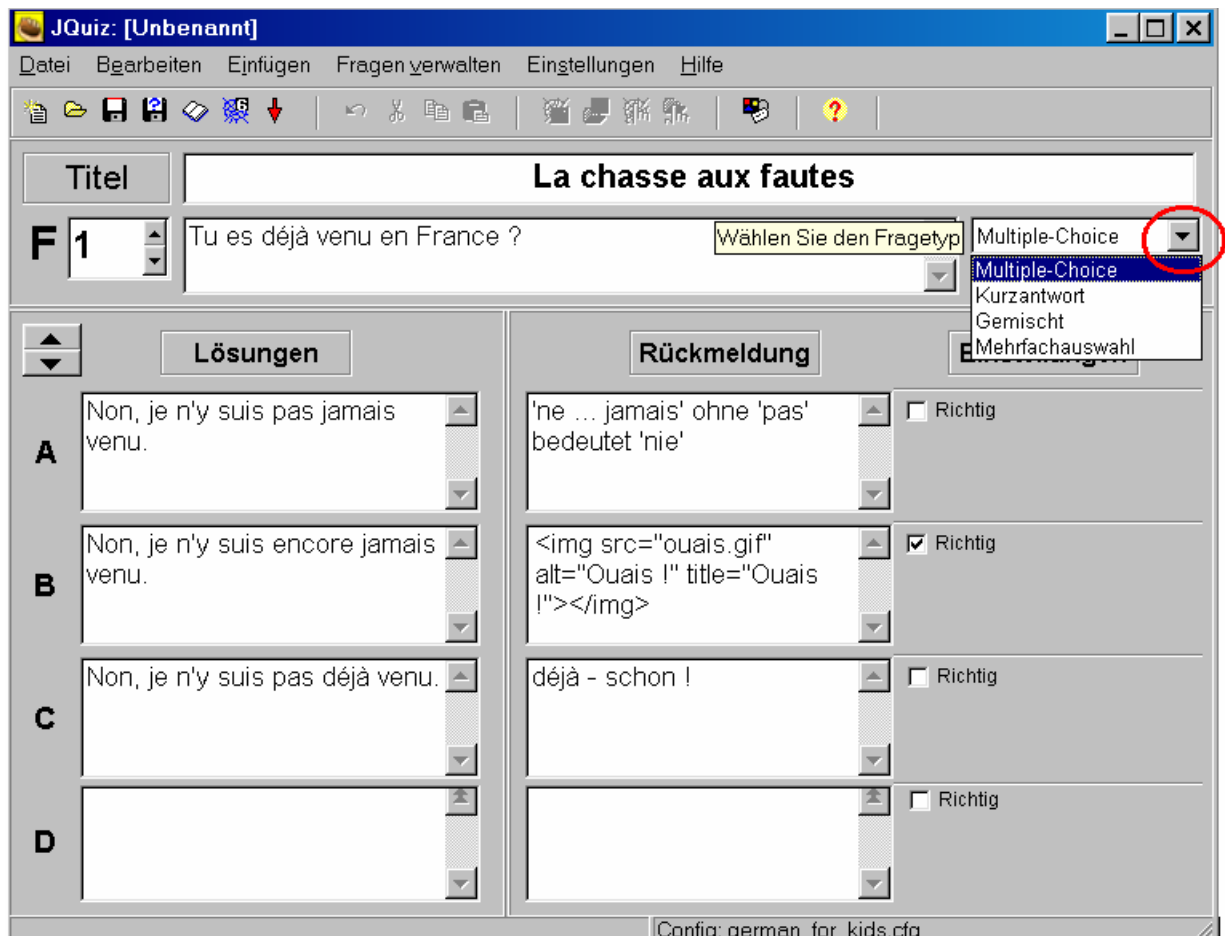 JQuiz: [Unbenannt]
Datei Bearbeiten Einfügen Fragen verwalten Einstellungen Hilfe
Titel
La chasse aux fautes
F 1
Tu es déjà venu en France ?
Wählen Sie den Fragetyp
Multiple-Choice
Multiple-Choice
Kurzantwort
Gemischt
Mehrfachauswahl
Lösungen
Rückmeldung
A
Non, je n'y suis pas jamais
venu.
'ne ... jamais' ohne 'pas'
bedeutet 'nie'
Richtig
B
Non, je n'y suis encore jamais
venu.
<img src="ouais.gif"
alt="Ouais !" title="Ouais
!"></img>
Richtig
C
Non, je n'y suis pas déjà venu.
déjà - schon !
Richtig
D
Richtig
Config: german_for_kids.cfg